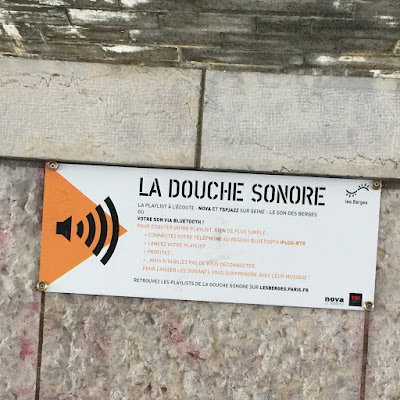 LA DOUCHE SONORE
les Berges
LA PLAYLIST À L'ÉCOUTE : NOVA ET TSFJAZZ SUR SEINE - LE SON DES BERGES
OU
VOTRE SON VIA BLUETOOTH !
POUR ÉCOUTER VOTRE PLAYLIST, RIEN DE PLUS SIMPLE...
• CONNECTEZ VOTRE TÉLÉPHONE AU RÉSEAU BLUETOOTH iPLUG-BTR
• LANCEZ VOTRE PLAYLIST
• PROFITEZ...
• ...MAIS N'OUBLIEZ PAS DE VOUS DÉCONNECTER
POUR LAISSER LES SUIVANTS VOUS SURPRENDRE AVEC LEUR MUSIQUE !
RETROUVEZ LES PLAYLISTS DE LA DOUCHE SONORE SUR LESBERGES.PARIS.FR
nova
TSF